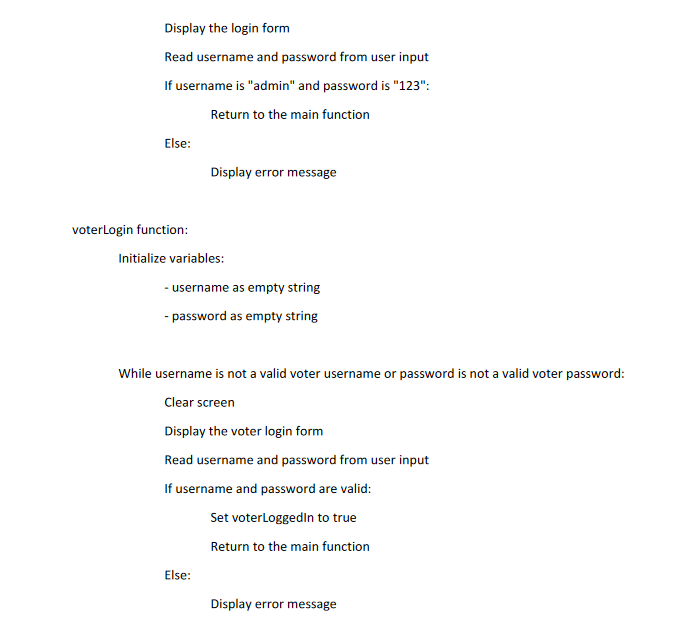 Display the login form
Read username and password from user input
If username is "admin" and password is "123":
Return to the main function
Else:
Display error message
voterLogin function:
Initialize variables:
- username as empty string
- password as empty string
While username is not a valid voter username or password is not a valid voter password:
Clear screen
Display the voter login form
Read username and password from user input
If username and password are valid:
Set voterLoggedIn to true
Return to the main function
Else:
Display error message